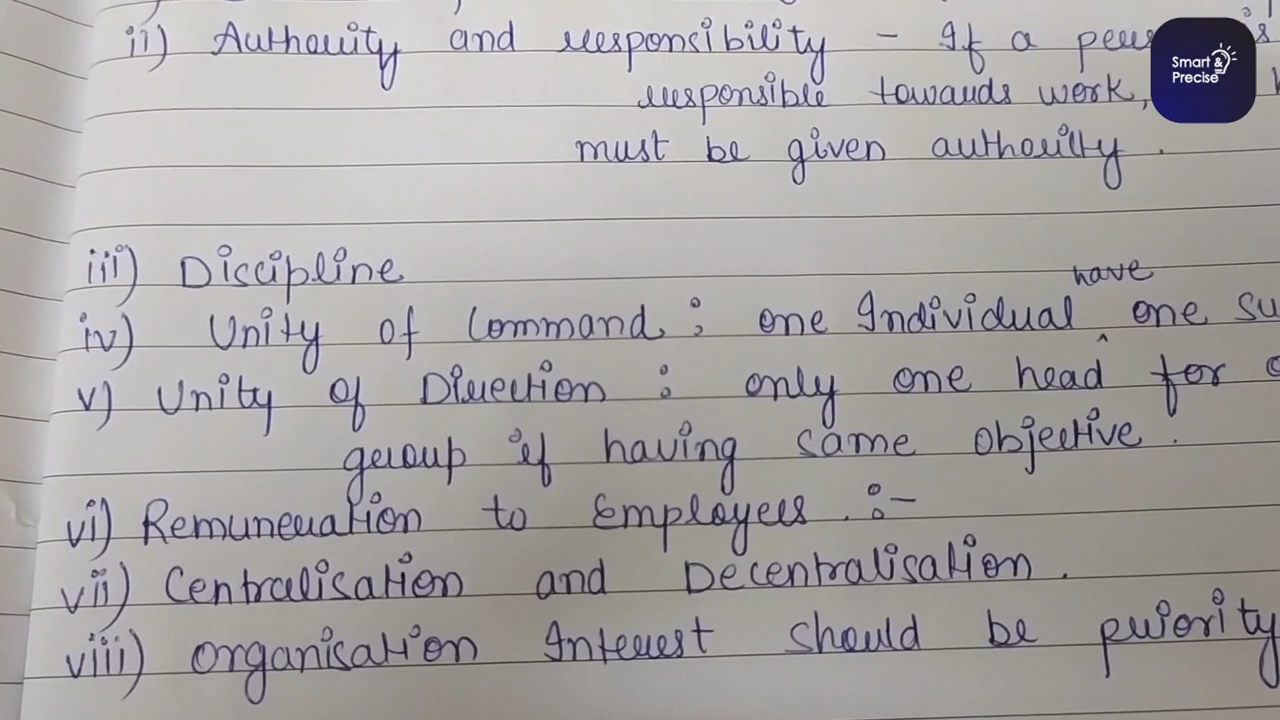 ii) Authority and responsibility - If a is
responsible towards work,
must be given authority.
iii) Discipline
have
iv) Unity of Command : one Individual one
v) Unity of Direction : only one head for
group if having same objective.
vi) Remuneration to Employees. :-
vii) Centralisation and Decentralisation.
viii) Organisation Interest should be priority
Smart &
Precise